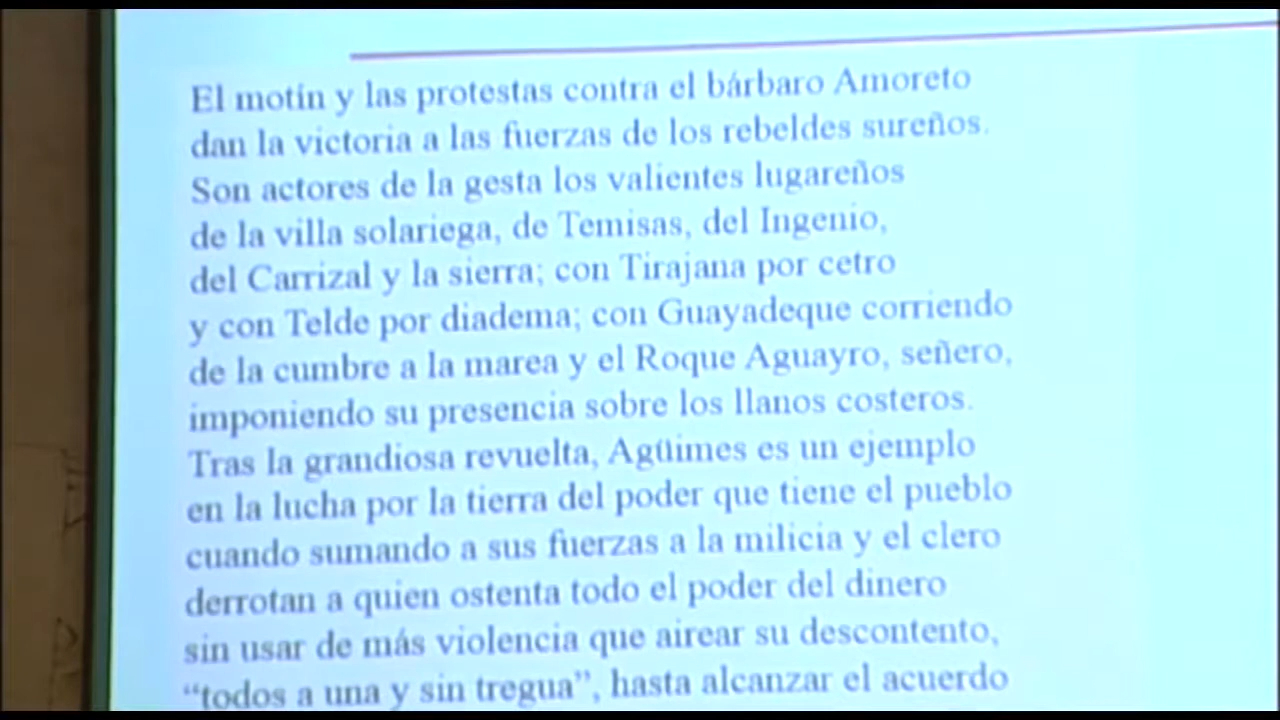 El motín y las protestas contra el bárbaro Amoreto
dan la victoria a las fuerzas de los rebeldes sureños.
Son actores de la gesta los valientes lugareños
de la villa solariega, de Temisas, del Ingenio,
del Carrizal y la sierra; con Tirajana por cetro
y con Telde por diadema; con Guayadeque corriendo
de la cumbre a la marea y el Roque Aguayro, señero,
imponiendo su presencia sobre los llanos costeros.
Tras la grandiosa revuelta, Agüimes es un ejemplo
en la lucha por la tierra del poder que tiene el pueblo
cuando sumando a sus fuerzas a la milicia y el clero
derrotan a quien ostenta todo el poder del dinero
sin usar de más violencia que airear su descontento,
“todos a una y sin tregua”, hasta alcanzar el acuerdo